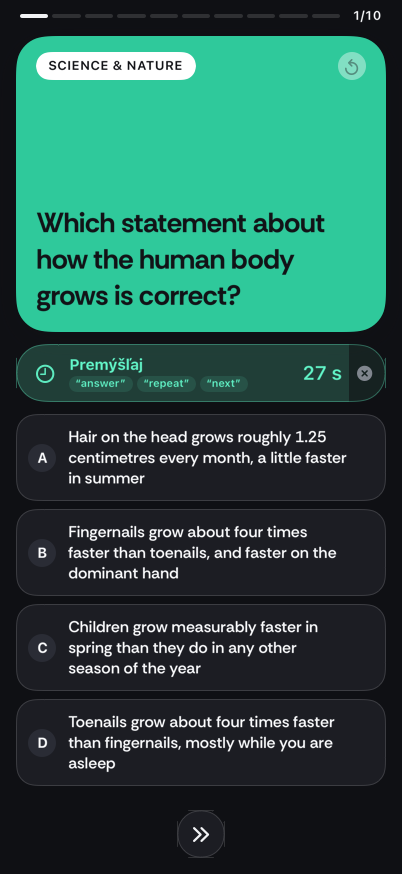 1/10
SCIENCE & NATURE
Which statement about
how the human body
grows is correct?
Premýšľaj
27 s
“answer” “repeat” “next”
A
Hair on the head grows roughly 1.25
centimetres every month, a little faster
in summer
B
Fingernails grow about four times
faster than toenails, and faster on the
dominant hand
C
Children grow measurably faster in
spring than they do in any other
season of the year
D
Toenails grow about four times faster
than fingernails, mostly while you are
asleep